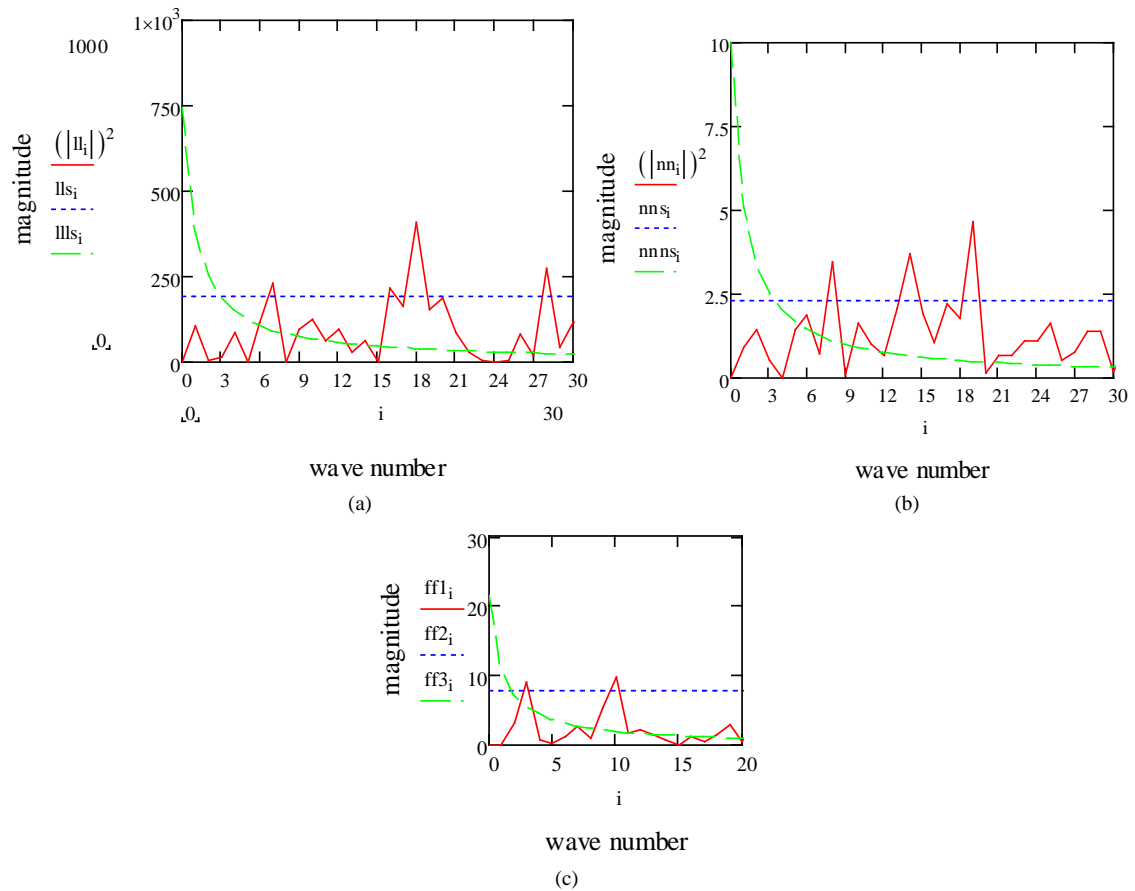 1×10³
1000
750
500
250
0
0
magnitude
(|ll_i|)²
lls_i
llls_i
0 3 6 9 12 15 18 21 24 27 30
0 i 30
wave number
(a)
10
7.5
5
2.5
0
magnitude
(|nn_i|)²
nns_i
nnns_i
0 3 6 9 12 15 18 21 24 27 30
i
wave number
(b)
30
20
10
0
magnitude
ff1_i
ff2_i
ff3_i
0 5 10 15 20
i
wave number
(c)